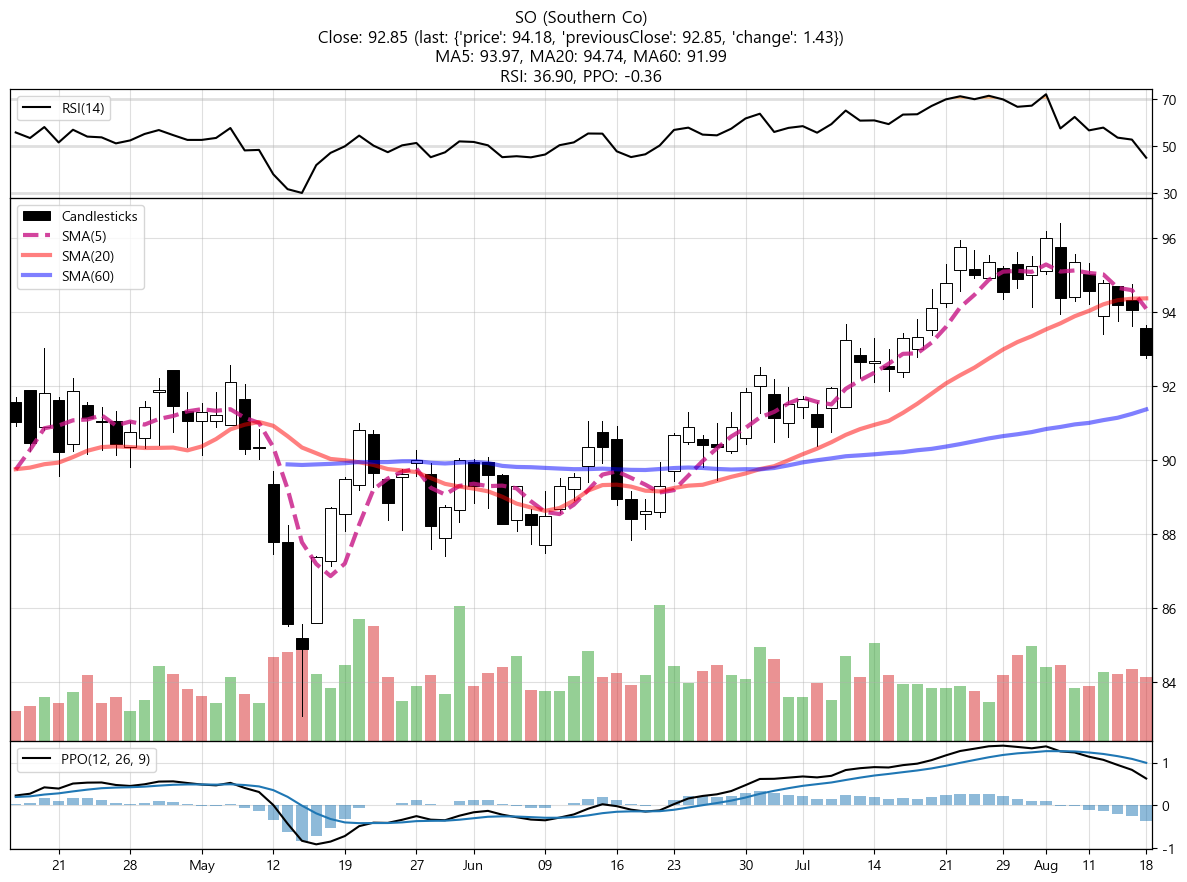 SO (Southern Co)
Close: 92.85 (last: {'price': 94.18, 'previousClose': 92.85, 'change': 1.43})
MA5: 93.97, MA20: 94.74, MA60: 91.99
RSI: 36.90, PPO: -0.36
RSI(14)
70
50
30
Candlesticks
SMA(5)
SMA(20)
SMA(60)
96
94
92
90
88
86
84
PPO(12, 26, 9)
1
0
-1
21 28 May 12 19 27 Jun 09 16 23 30 Jul 14 21 29 Aug 11 18